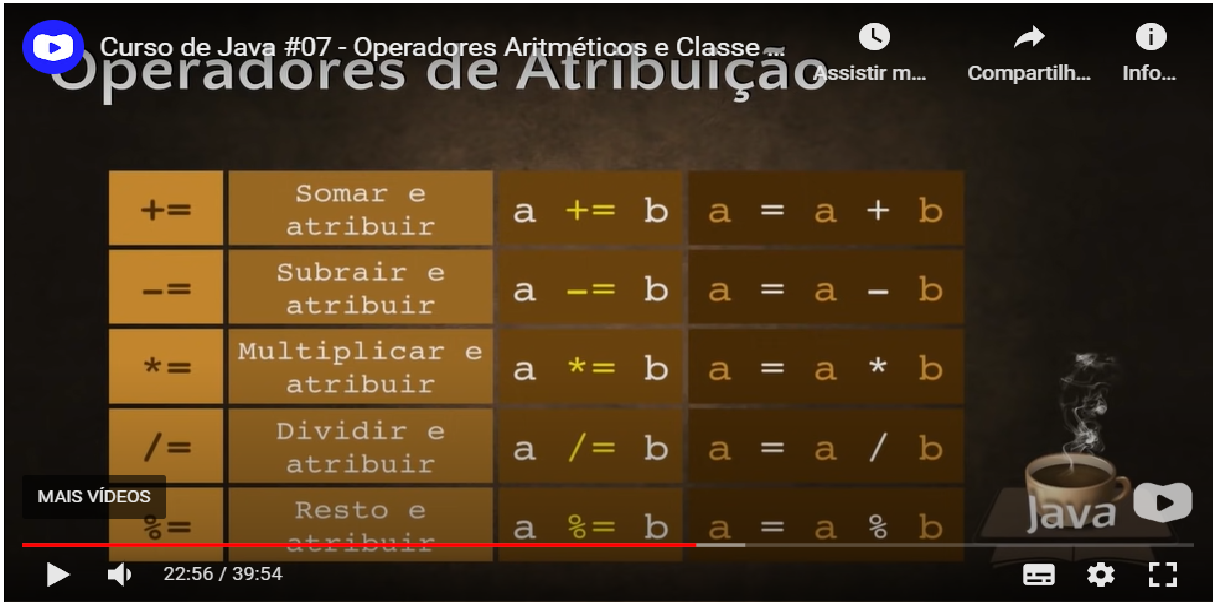 Curso de Java #07 - Operadores Aritméticos e Classe ...
Assistir m...
Compartilh...
Info...
Operadores de Atribuição
+=
Somar e
atribuir
a += b
a = a + b
-=
Subrair e
atribuir
a -= b
a = a - b
*=
Multiplicar e
atribuir
a *= b
a = a * b
/=
Dividir e
atribuir
a /= b
a = a / b
MAIS VÍDEOS
%=
Resto e
atribuir
a %= b
a = a % b
Java
22:56 / 39:54